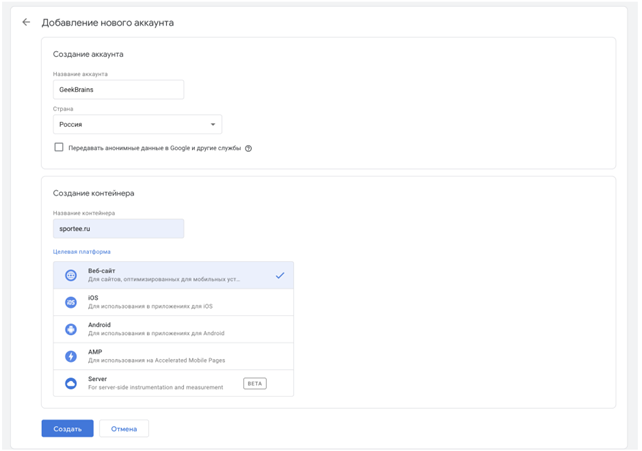 Добавление нового аккаунта
Создание аккаунта
Название аккаунта
GeekBrains
Страна
Россия
Передавать анонимные данные в Google и другие службы
Создание контейнера
Название контейнера
sportee.ru
Целевая платформа
Веб-сайт
Для сайтов, оптимизированных для мобильных уст...
iOS
iOS
Для использования в приложениях для iOS
Android
Для использования в приложениях для Android
AMP
Для использования на Accelerated Mobile Pages
Server
For server-side instrumentation and measurement
BETA
Создать
Отмена